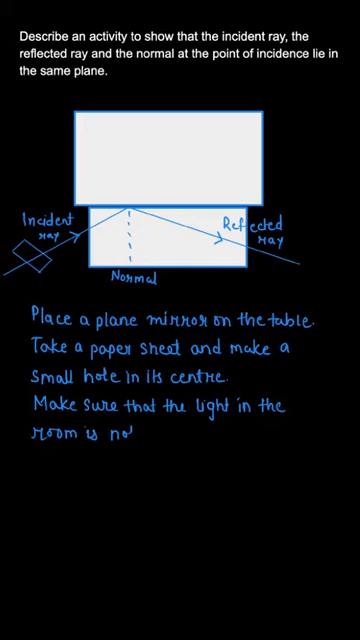 Describe an activity to show that the incident ray, the
reflected ray and the normal at the point of incidence lie in
the same plane.
Incident
ray
Reflected
ray
Normal
Place a plane mirror on the table.
Take a paper sheet and make a
small hole in its centre.
Make sure that the light in the
room is no